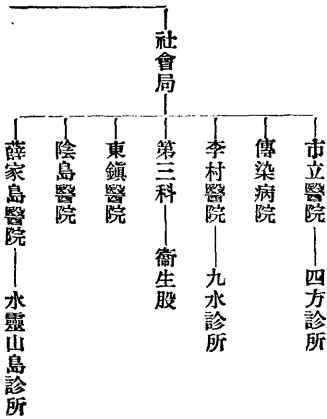 社會局
市立醫院
四方診所
傳染病院
李村醫院
九水診所
第三科
衞生股
東鎮醫院
陰島醫院
薛家島醫院
水靈山島診所